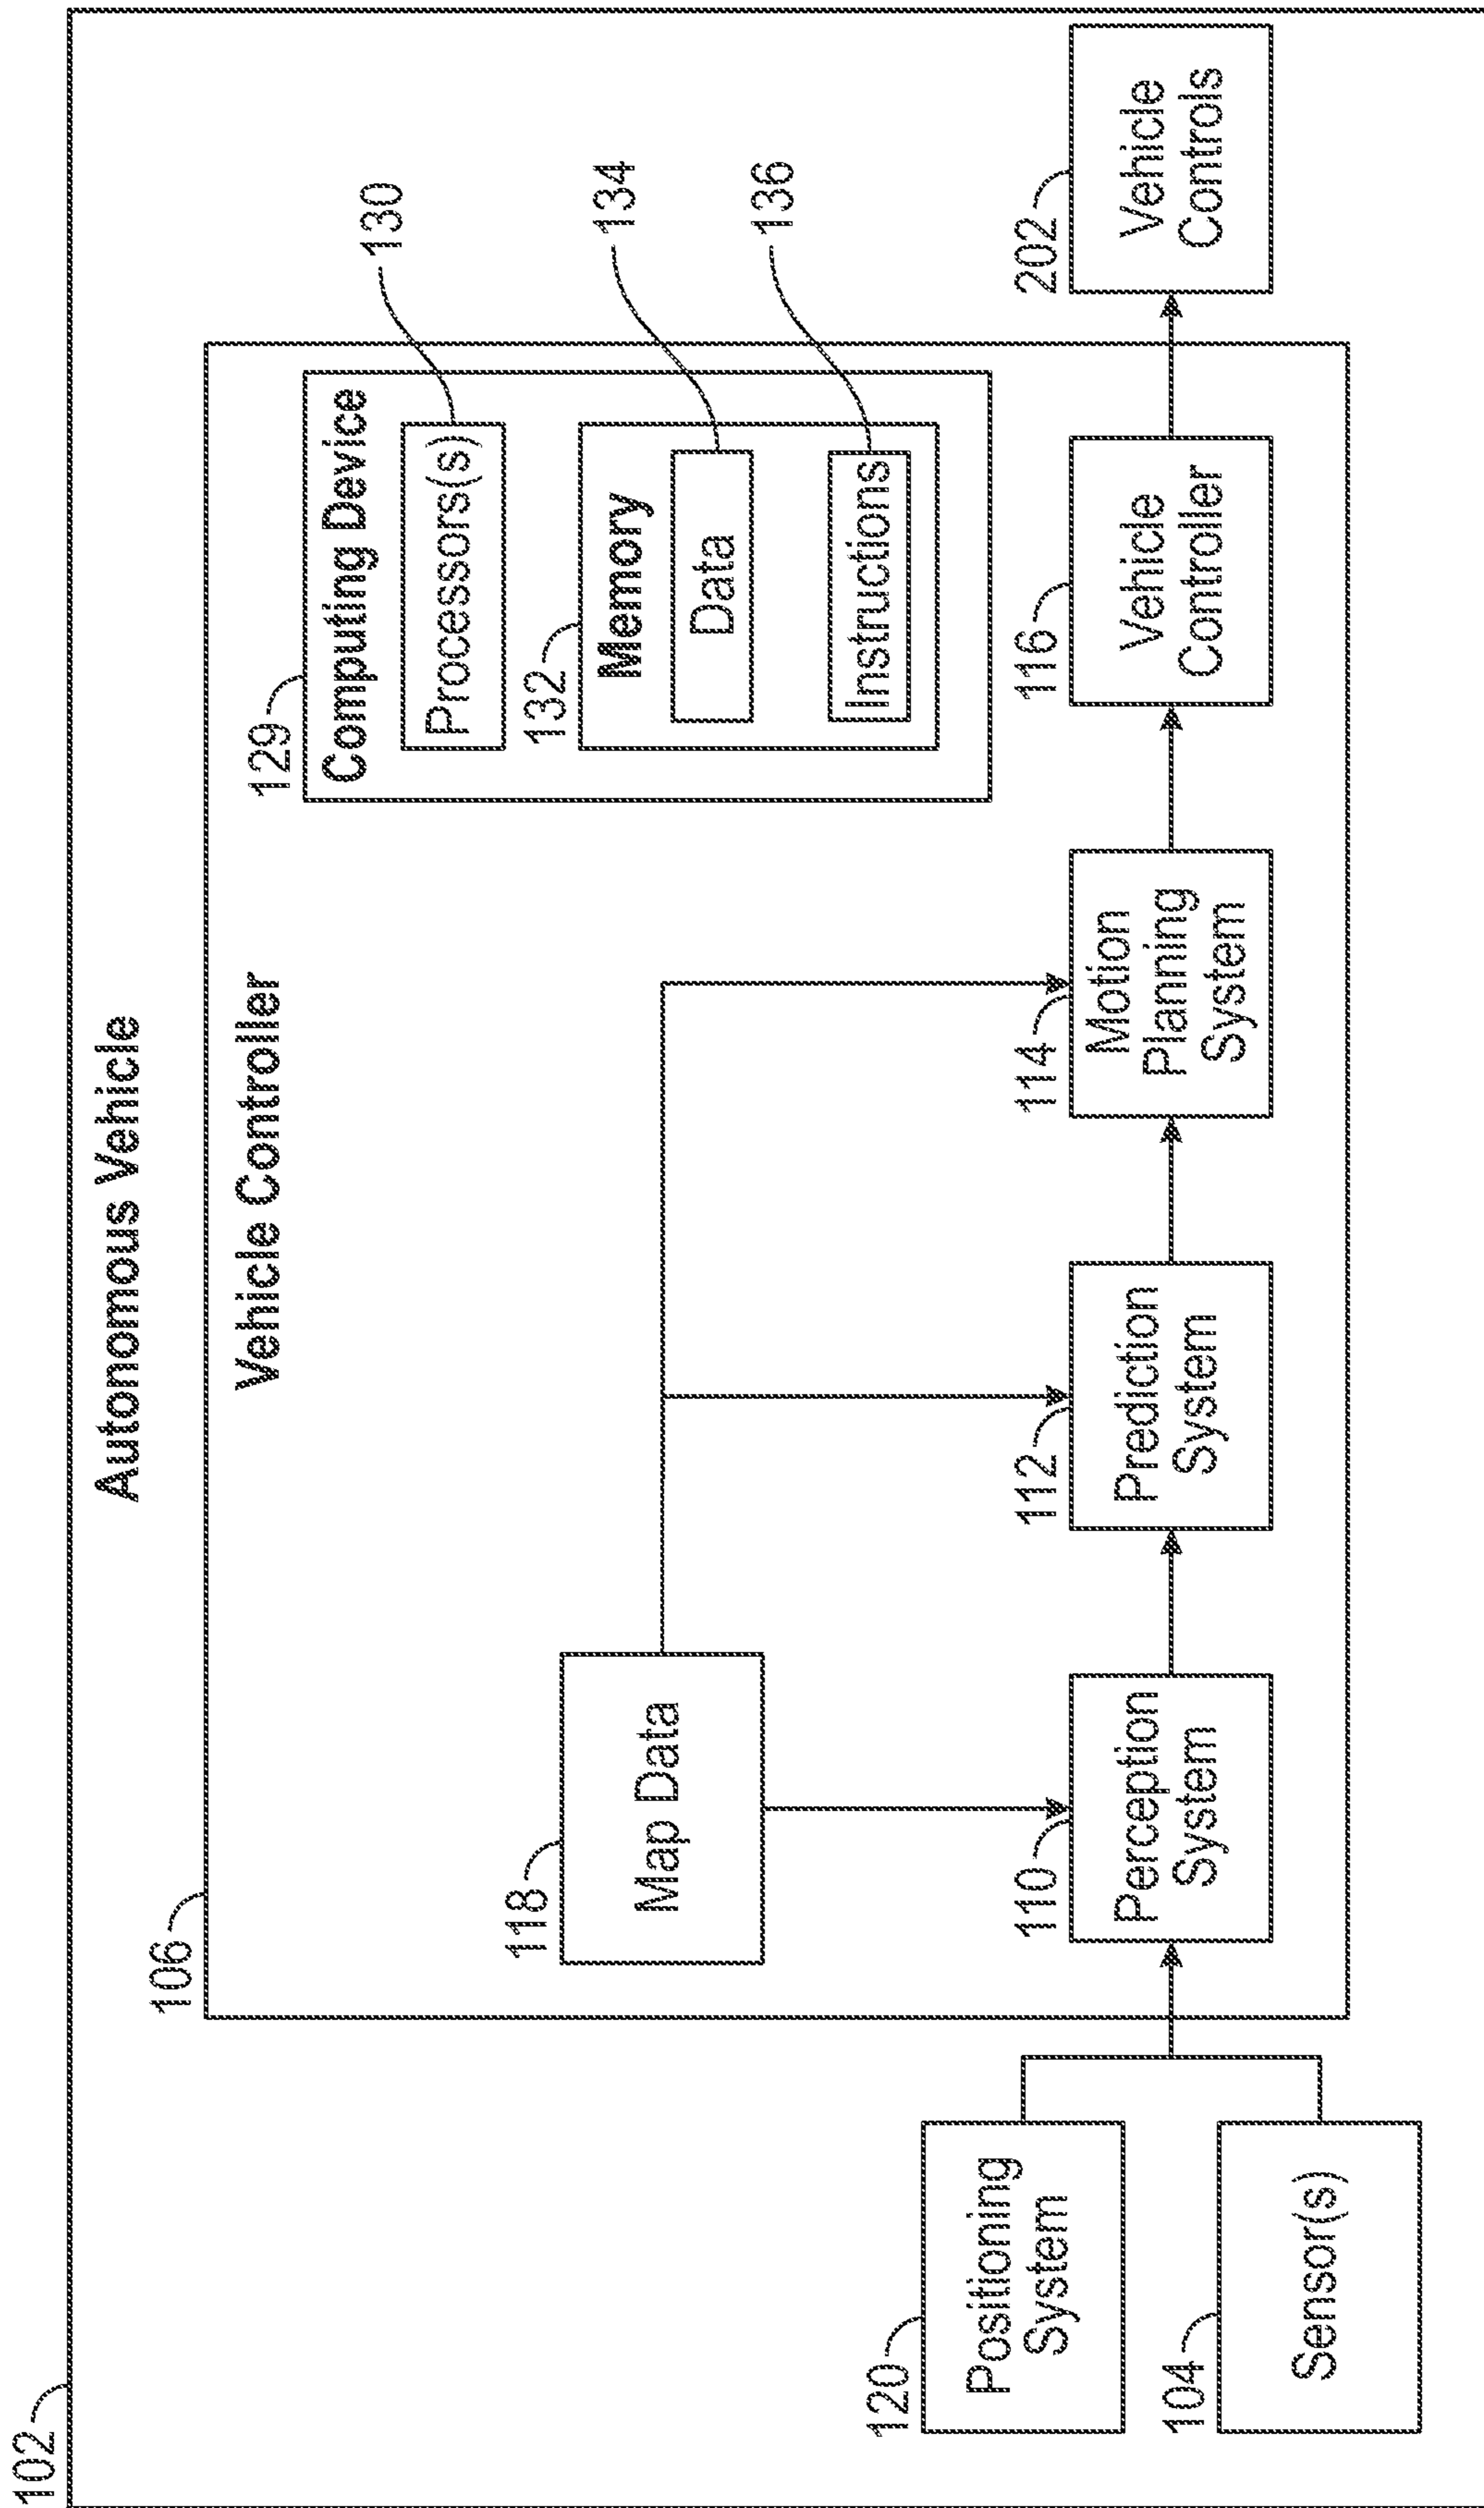 102
Autonomous Vehicle
106
Vehicle Controller
129
Computing Device
Processors(s)
130
132
Memory
Data
134
Instructions
136
118
Map Data
120
Positioning
System
104
Sensor(s)
110
Perception
System
112
Prediction
System
114
Motion
Planning
System
116
Vehicle
Controller
202
Vehicle
Controls